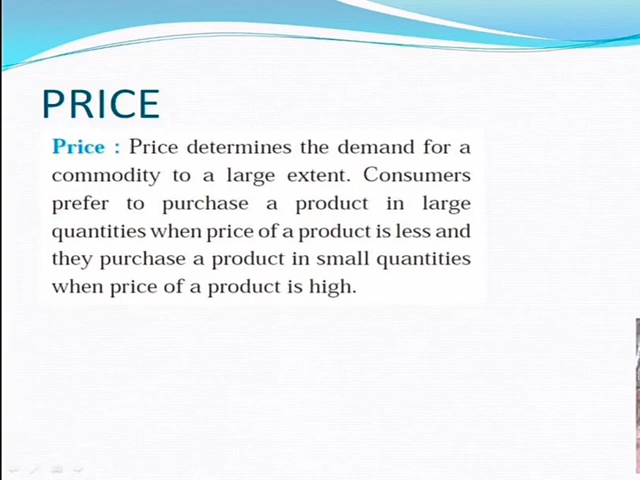 PRICE
Price : Price determines the demand for a
commodity to a large extent. Consumers
prefer to purchase a product in large
quantities when price of a product is less and
they purchase a product in small quantities
when price of a product is high.